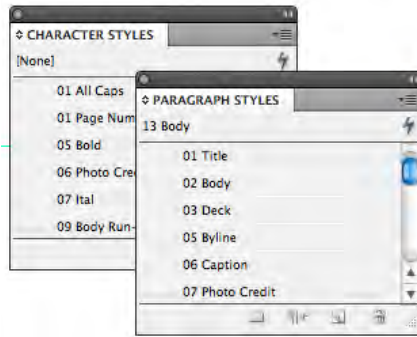 CHARACTER STYLES
[None]
01 All Caps
01 Page Num
05 Bold
06 Photo Cre
07 Ital
09 Body Run-
PARAGRAPH STYLES
13 Body
01 Title
02 Body
03 Deck
05 Byline
06 Caption
07 Photo Credit